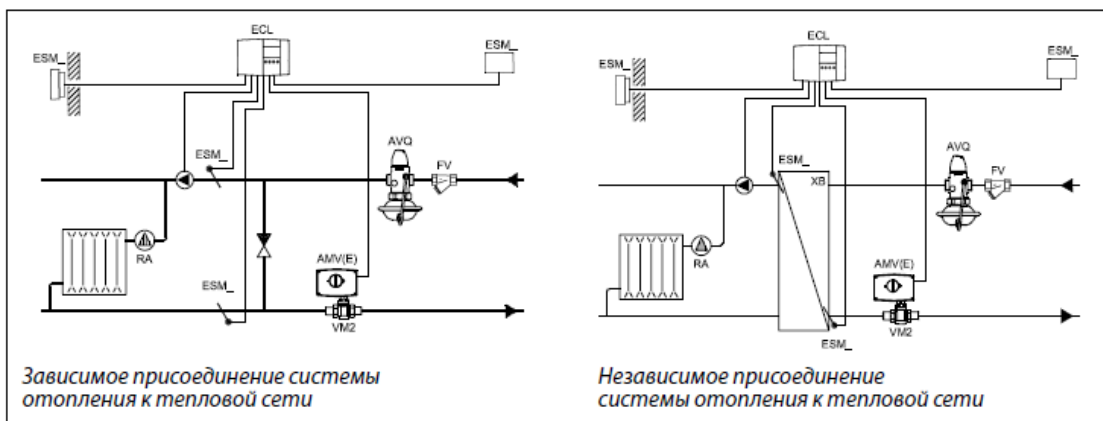 ECL
ESM_
ESM_
ESM_
AVQ
FV
RA
AMV(E)
ESM_
VM2
Зависимое присоединение системы
отопления к тепловой сети
ECL
ESM_
ESM_
ESM_
XB
AVQ
FV
RA
AMV(E)
VM2
ESM_
Независимое присоединение
системы отопления к тепловой сети